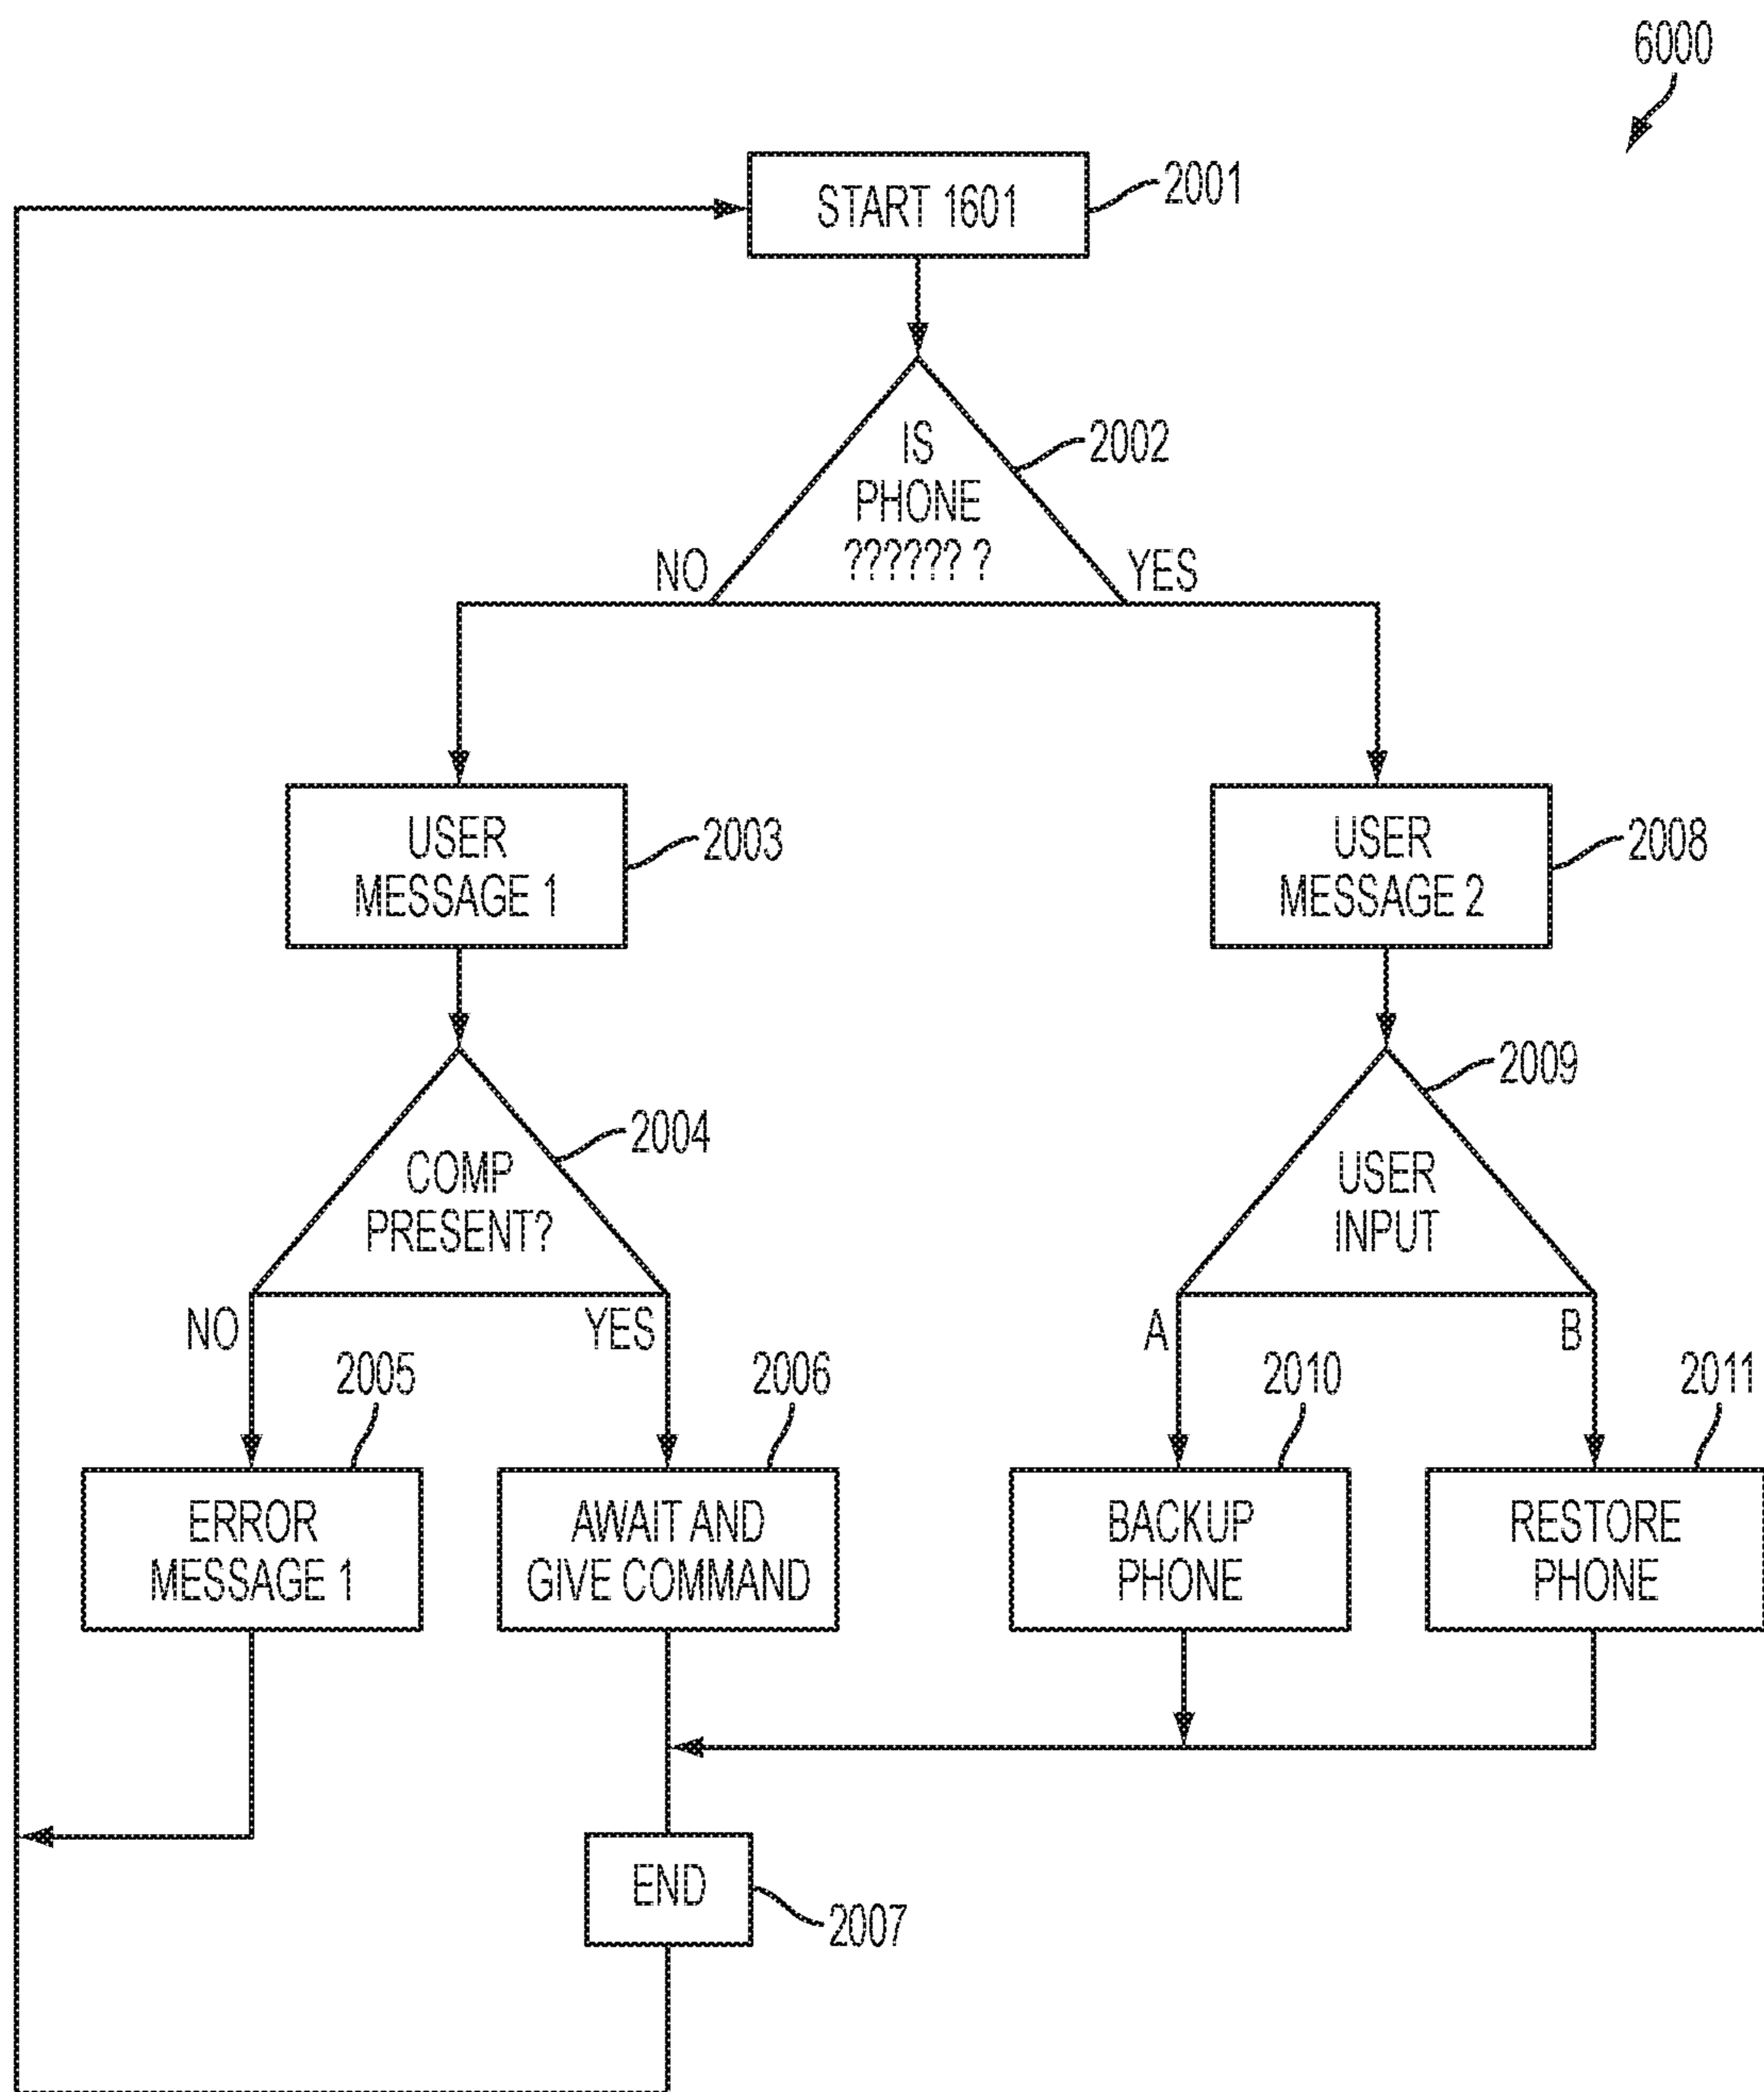 6000
START 1601
2001
IS
PHONE
?????? ?
2002
NO
YES
USER
MESSAGE 1
2003
USER
MESSAGE 2
2008
COMP
PRESENT?
2004
USER
INPUT
2009
NO
YES
A
B
2005
2006
2010
2011
ERROR
MESSAGE 1
AWAIT AND
GIVE COMMAND
BACKUP
PHONE
RESTORE
PHONE
END
2007